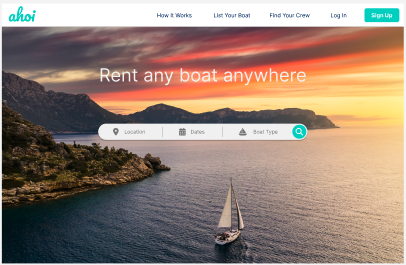 ahoi
How it Works
List Your Boat
Find Your Crew
Log In
Sign Up
Rent any boat anywhere
Location
Dates
Boat Type